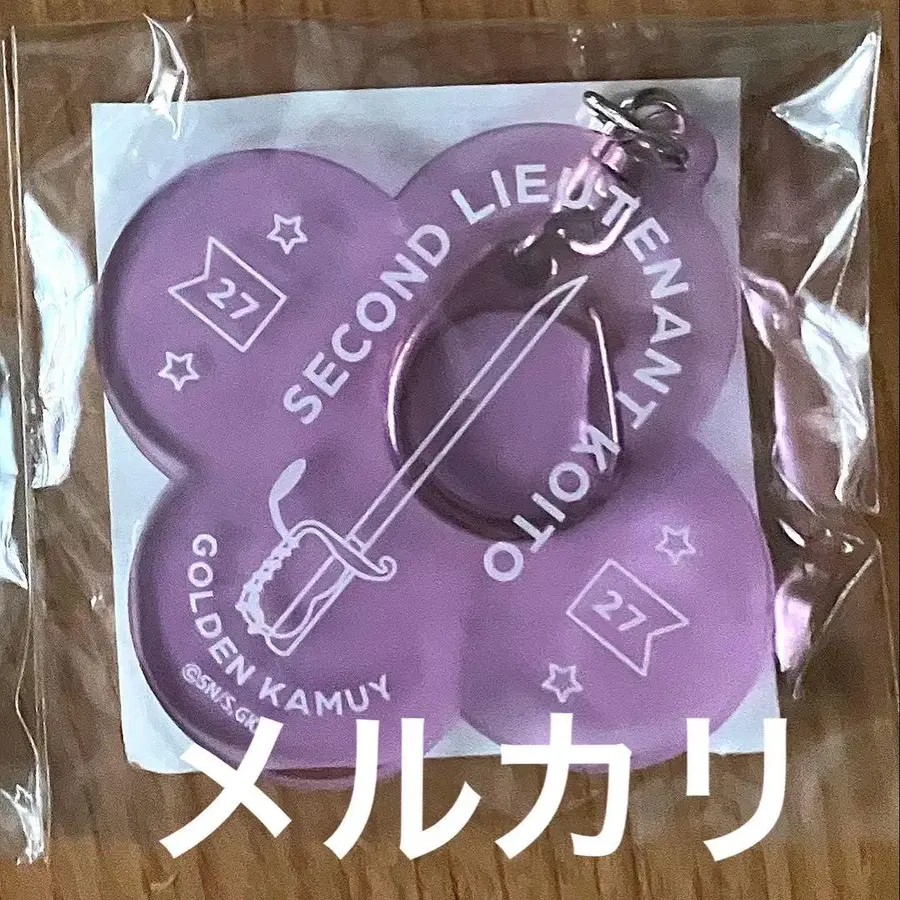 SECOND LIEUTENANT KOITO
27
27
GOLDEN KAMUY
©SN/S,GK
メルカリ